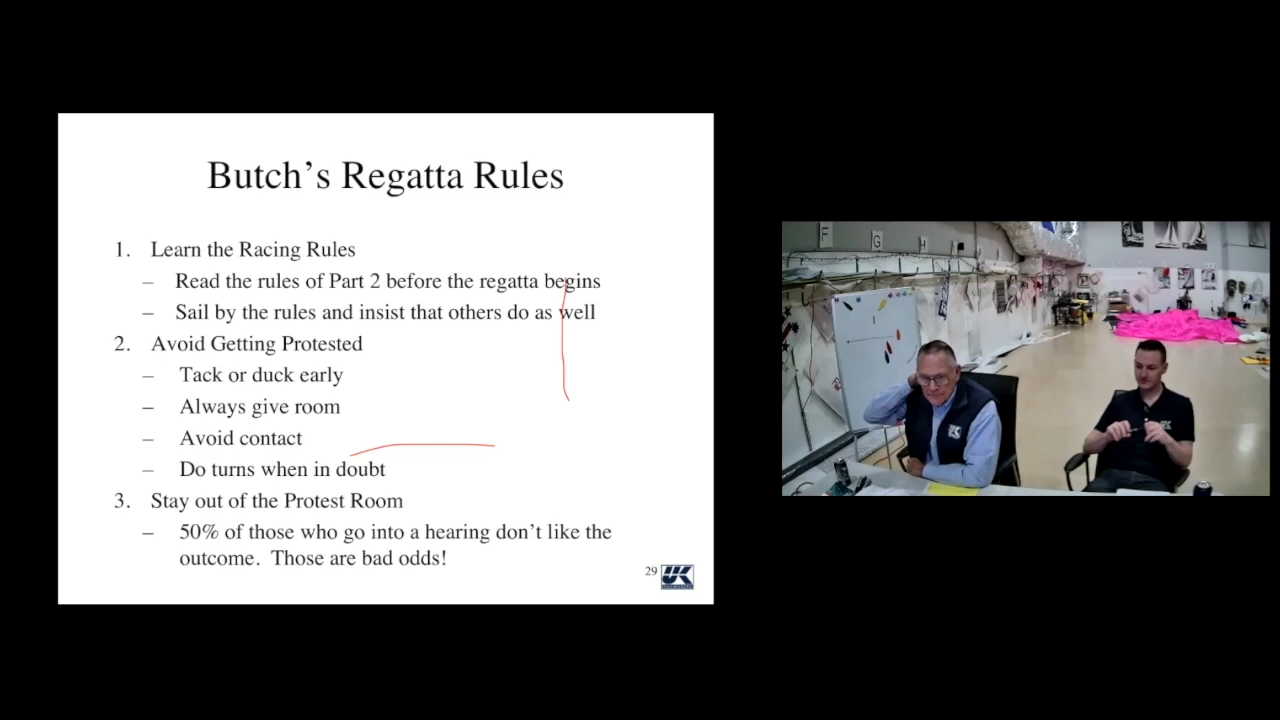 Butch’s Regatta Rules
1. Learn the Racing Rules
– Read the rules of Part 2 before the regatta begins
– Sail by the rules and insist that others do as well
2. Avoid Getting Protested
– Tack or duck early
– Always give room
– Avoid contact
– Do turns when in doubt
3. Stay out of the Protest Room
– 50% of those who go into a hearing don’t like the
outcome. Those are bad odds!
29
UK
F G H